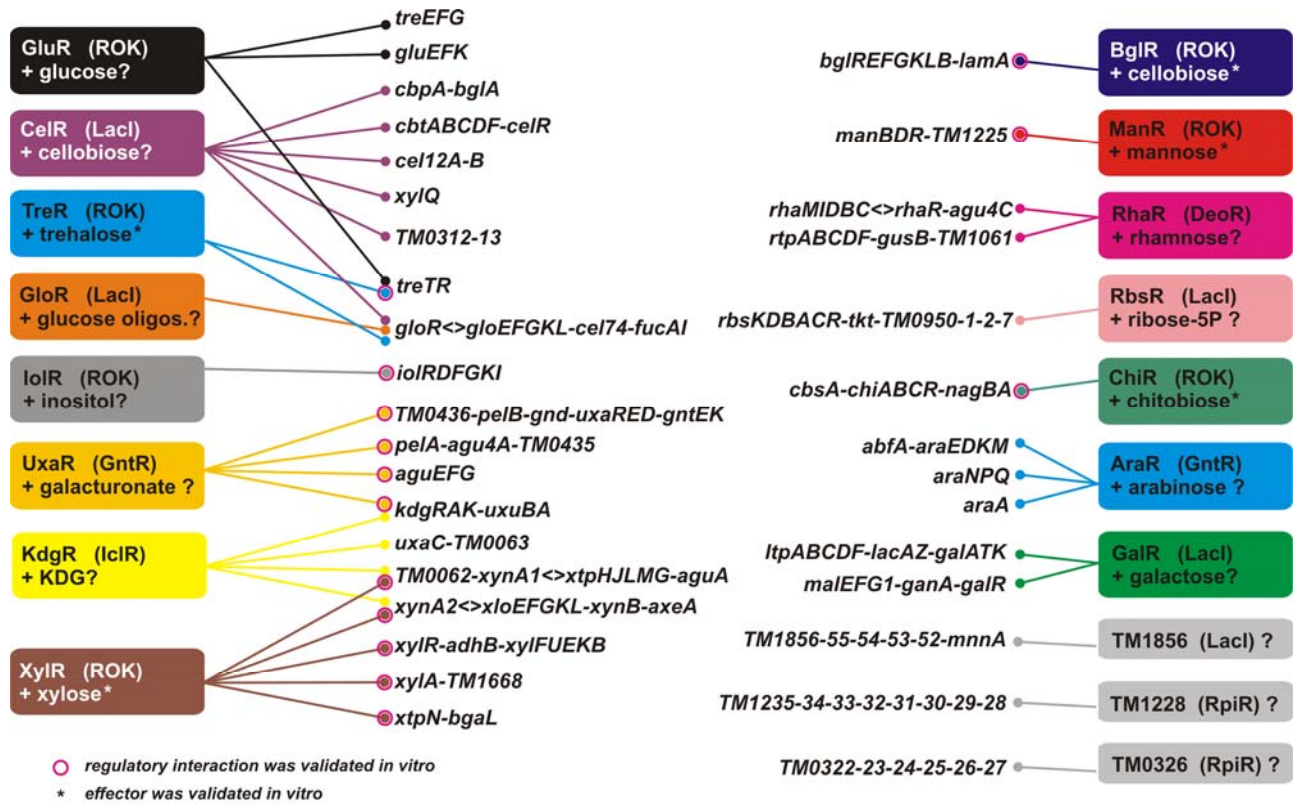 GluR (ROK)
+ glucose?
CelR (LacI)
+ cellobiose?
TreR (ROK)
+ trehalose*
GloR (LacI)
+ glucose oligos.?
IolR (ROK)
+ inositol?
UxaR (GntR)
+ galacturonate ?
KdgR (IclR)
+ KDG?
XylR (ROK)
+ xylose*
treEFG
gluEFK
cbpA-bglA
cbtABCDF-celR
cel12A-B
xylQ
TM0312-13
treTR
gloR<>gloEFGKL-cel74-fucAI
iolRDFGKI
TM0436-pelB-gnd-uxaRED-gntEK
pelA-agu4A-TM0435
aguEFG
kdgRAK-uxuBA
uxaC-TM0063
TM0062-xynA1<>xtpHJLMG-aguA
xynA2<>xloEFGKL-xynB-axeA
xylR-adhB-xylFUEKB
xylA-TM1668
xtpN-bgaL
bglREFGKLB-lamA
manBDR-TM1225
rhaMIDBC<>rhaR-agu4C
rtpABCDF-gusB-TM1061
rbsKDBACR-tkt-TM0950-1-2-7
cbsA-chiABCR-nagBA
abfA-araEDKM
araNPQ
araA
ltpABCDF-lacAZ-galATK
malEFG1-ganA-galR
TM1856-55-54-53-52-mnnA
TM1235-34-33-32-31-30-29-28
TM0322-23-24-25-26-27
BglR (ROK)
+ cellobiose*
ManR (ROK)
+ mannose*
RhaR (DeoR)
+ rhamnose?
RbsR (LacI)
+ ribose-5P ?
ChiR (ROK)
+ chitobiose*
AraR (GntR)
+ arabinose ?
GalR (LacI)
+ galactose?
TM1856 (LacI) ?
TM1228 (RpiR) ?
TM0326 (RpiR) ?
regulatory interaction was validated in vitro
* effector was validated in vitro